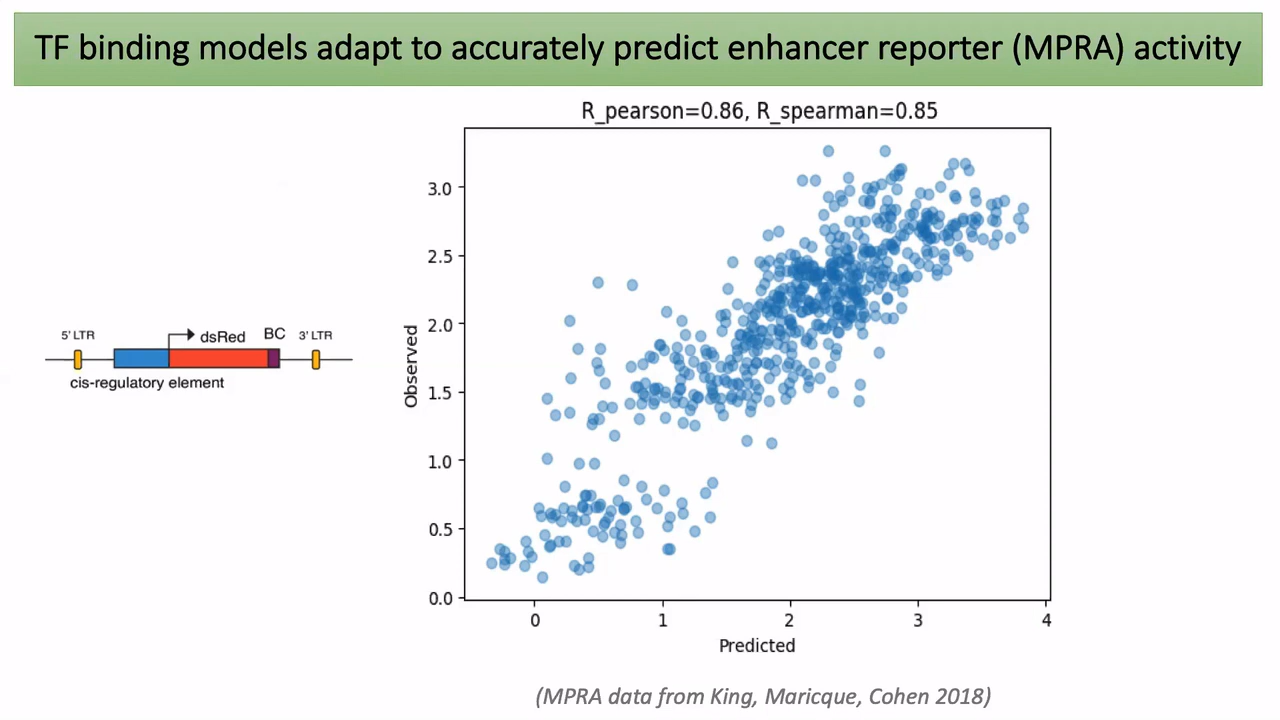 TF binding models adapt to accurately predict enhancer reporter (MPRA) activity
R_pearson=0.86, R_spearman=0.85
5' LTR
dsRed
BC
3' LTR
cis-regulatory element
Observed
3.0
2.5
2.0
1.5
1.0
0.5
0.0
0 1 2 3 4
Predicted
(MPRA data from King, Maricque, Cohen 2018)